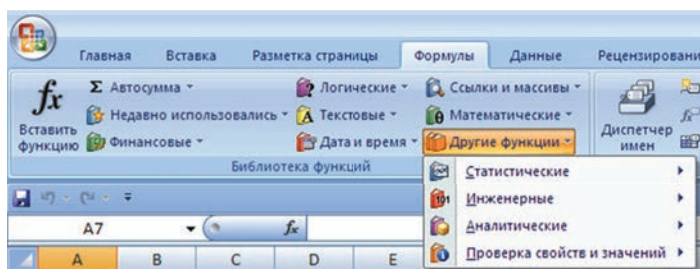 Главная Вставка Разметка страницы Формулы Данные Рецензировани
fx Σ Автосумма Логические Ссылки и массивы
Недавно использовались Текстовые Математические
Вставить функцию Финансовые Дата и время Другие функции Диспетчер имен
Библиотека функций
Статистические
Инженерные
Аналитические
Проверка свойств и значений
A7 fx
A B C D E